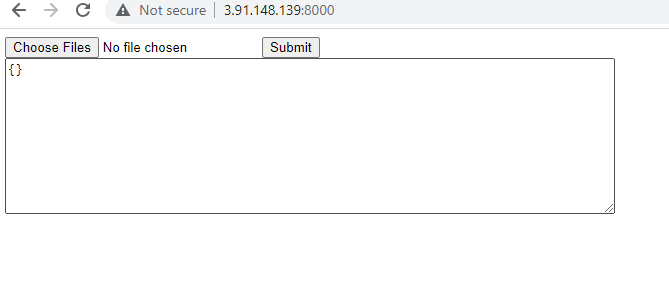 Not secure | 3.91.148.139:8000
Choose Files No file chosen Submit
{}